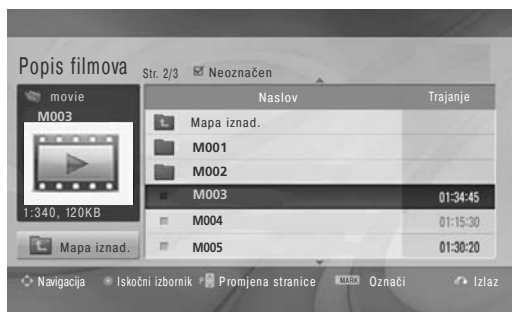 Popis filmova Str. 2/3 Neoznačen
movie
M003
1:340, 120KB
Mapa iznad.
Naslov Trajanje
Mapa iznad.
M001
M002
M003 01:34:45
M004 01:15:30
M005 01:30:20
Navigacija Iskočni izbornik P Promjena stranice MARK Označi Izlaz